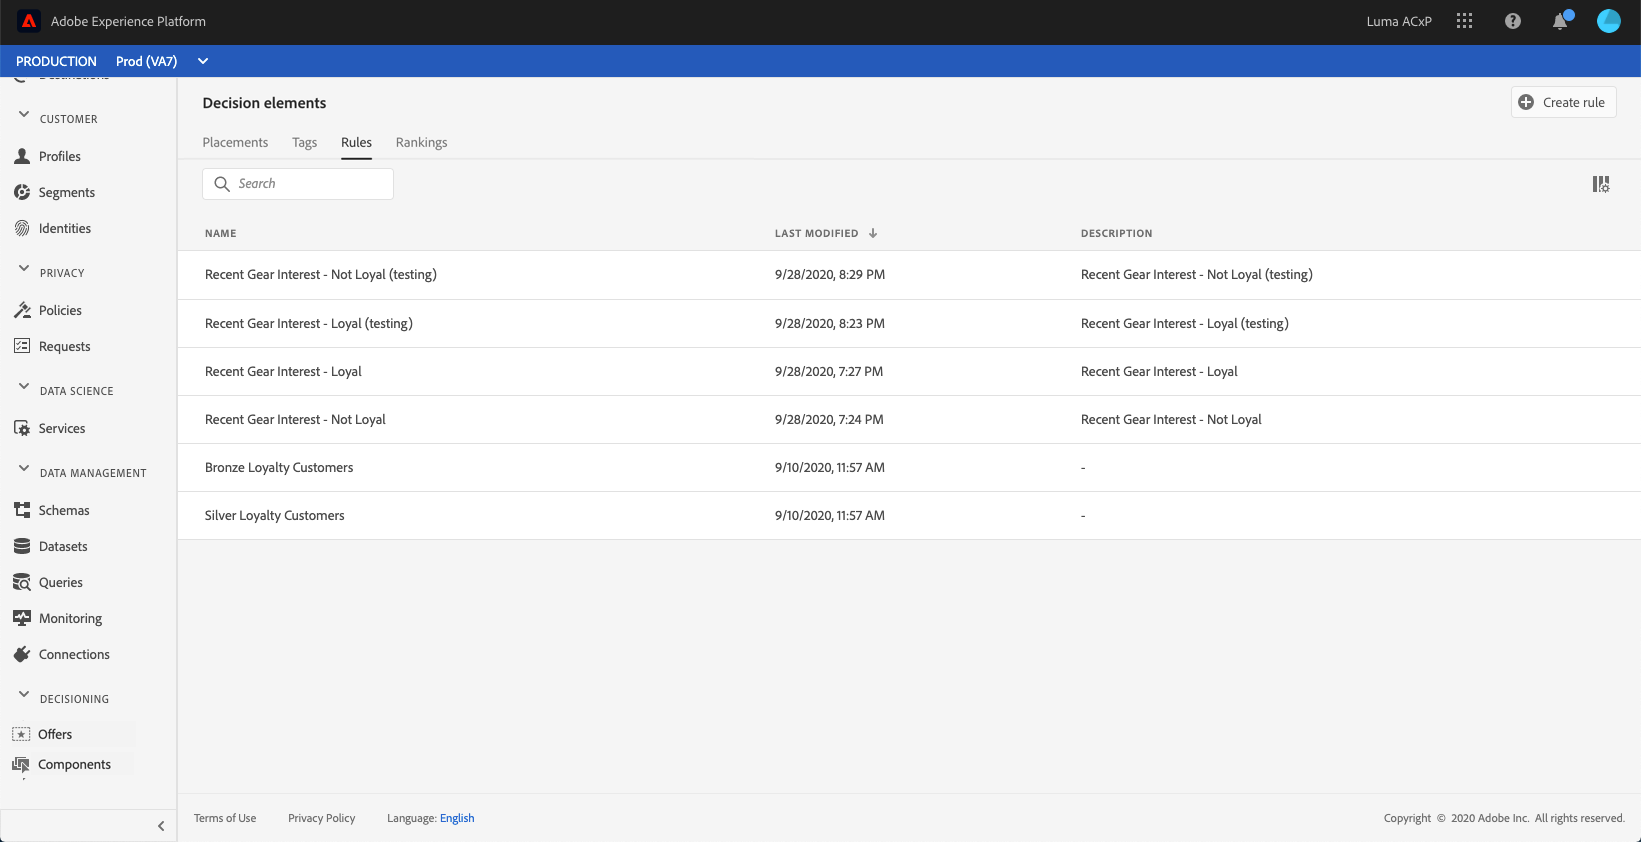 Adobe Experience Platform
Luma ACxP
PRODUCTION Prod (VA7)
Destinations
CUSTOMER
Profiles
Segments
Identities
PRIVACY
Policies
Requests
DATA SCIENCE
Services
DATA MANAGEMENT
Schemas
Datasets
Queries
Monitoring
Connections
DECISIONING
Offers
Components
Decision elements
Create rule
Placements Tags Rules Rankings
Search
NAME LAST MODIFIED DESCRIPTION
Recent Gear Interest - Not Loyal (testing) 9/28/2020, 8:29 PM Recent Gear Interest - Not Loyal (testing)
Recent Gear Interest - Loyal (testing) 9/28/2020, 8:23 PM Recent Gear Interest - Loyal (testing)
Recent Gear Interest - Loyal 9/28/2020, 7:27 PM Recent Gear Interest - Loyal
Recent Gear Interest - Not Loyal 9/28/2020, 7:24 PM Recent Gear Interest - Not Loyal
Bronze Loyalty Customers 9/10/2020, 11:57 AM -
Silver Loyalty Customers 9/10/2020, 11:57 AM -
Terms of Use Privacy Policy Language: English
Copyright © 2020 Adobe Inc. All rights reserved.